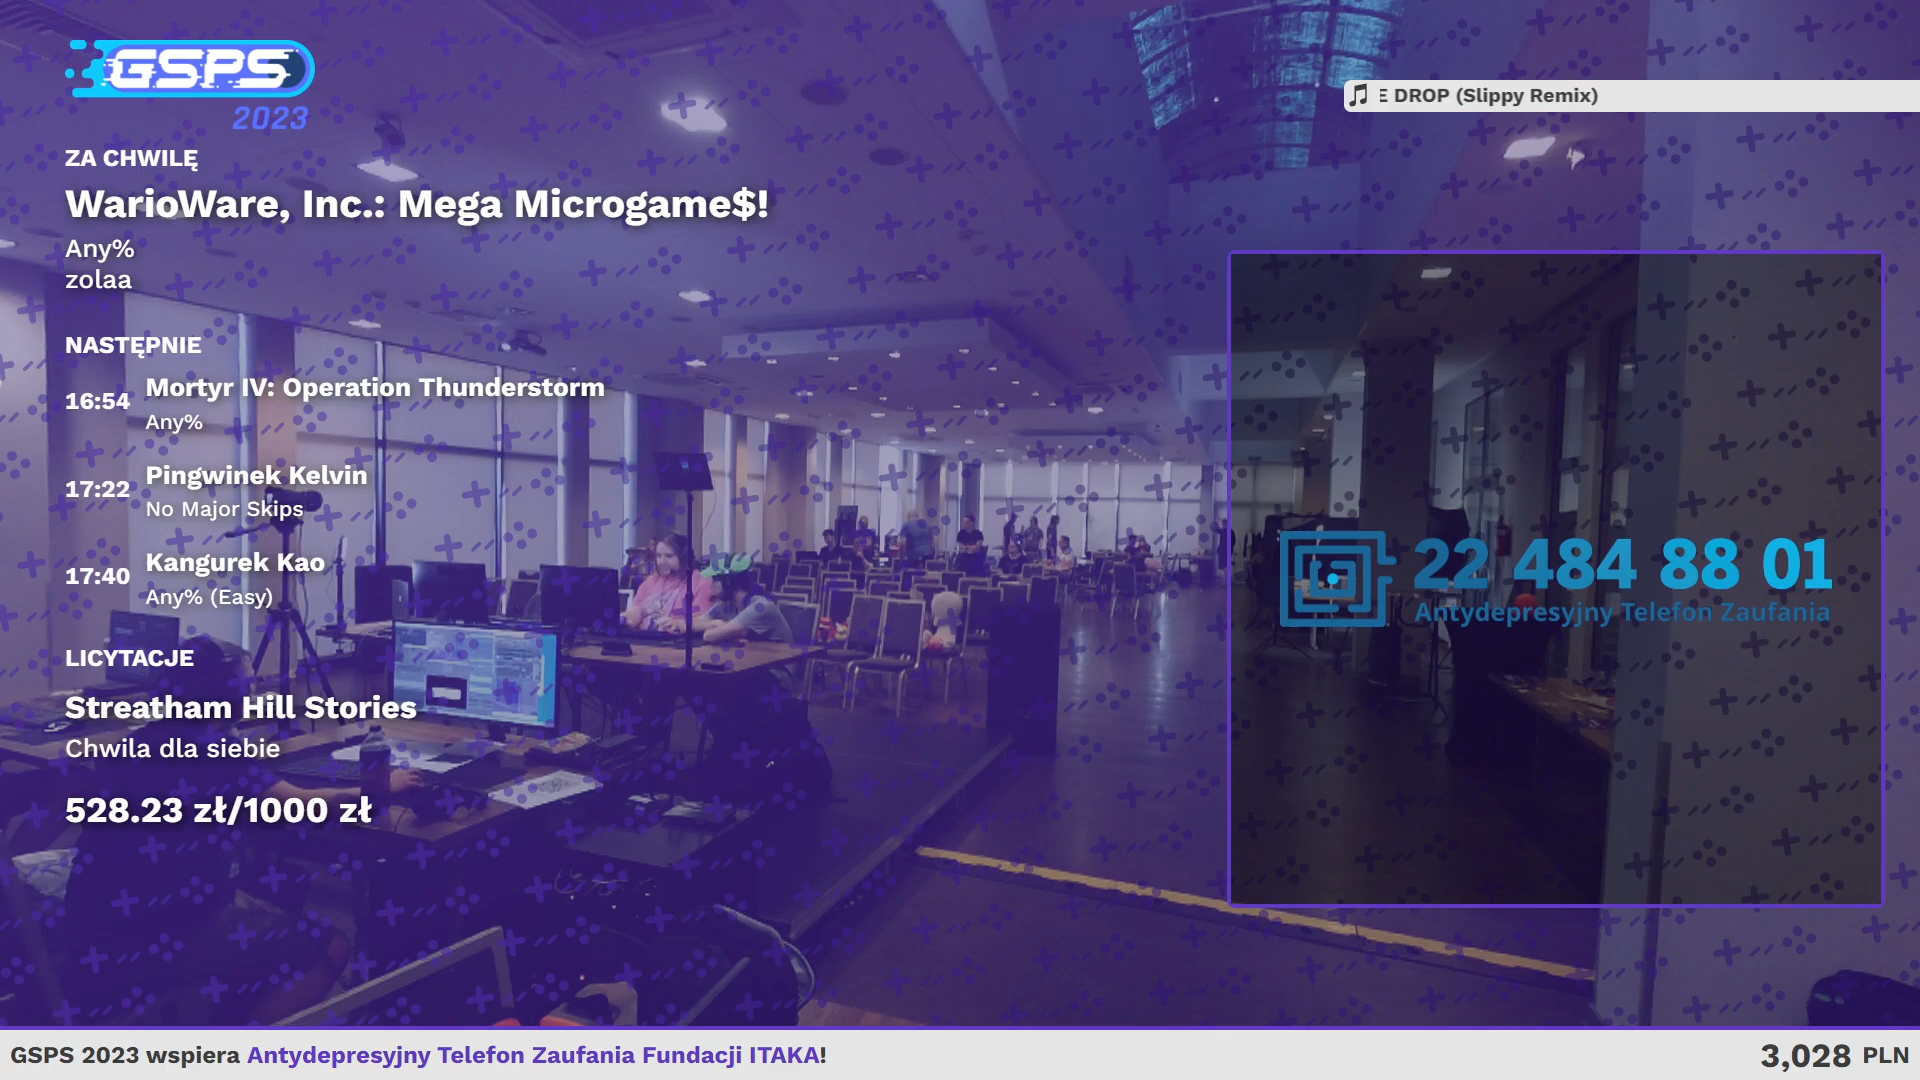 GSPS
2023
ZA CHWILĘ
WarioWare, Inc.: Mega Microgame$!
Any%
zolaa
NASTĘPNIE
16:54
Mortyr IV: Operation Thunderstorm
Any%
17:22
Pingwinek Kelvin
No Major Skips
17:40
Kangurek Kao
Any% (Easy)
LICYTACJE
Streatham Hill Stories
Chwila dla siebie
528.23 zł/1000 zł
E DROP (Slippy Remix)
22 484 88 01
Antydepresyjny Telefon Zaufania
GSPS 2023 wspiera Antydepresyjny Telefon Zaufania Fundacji ITAKA!
3,028 PLN